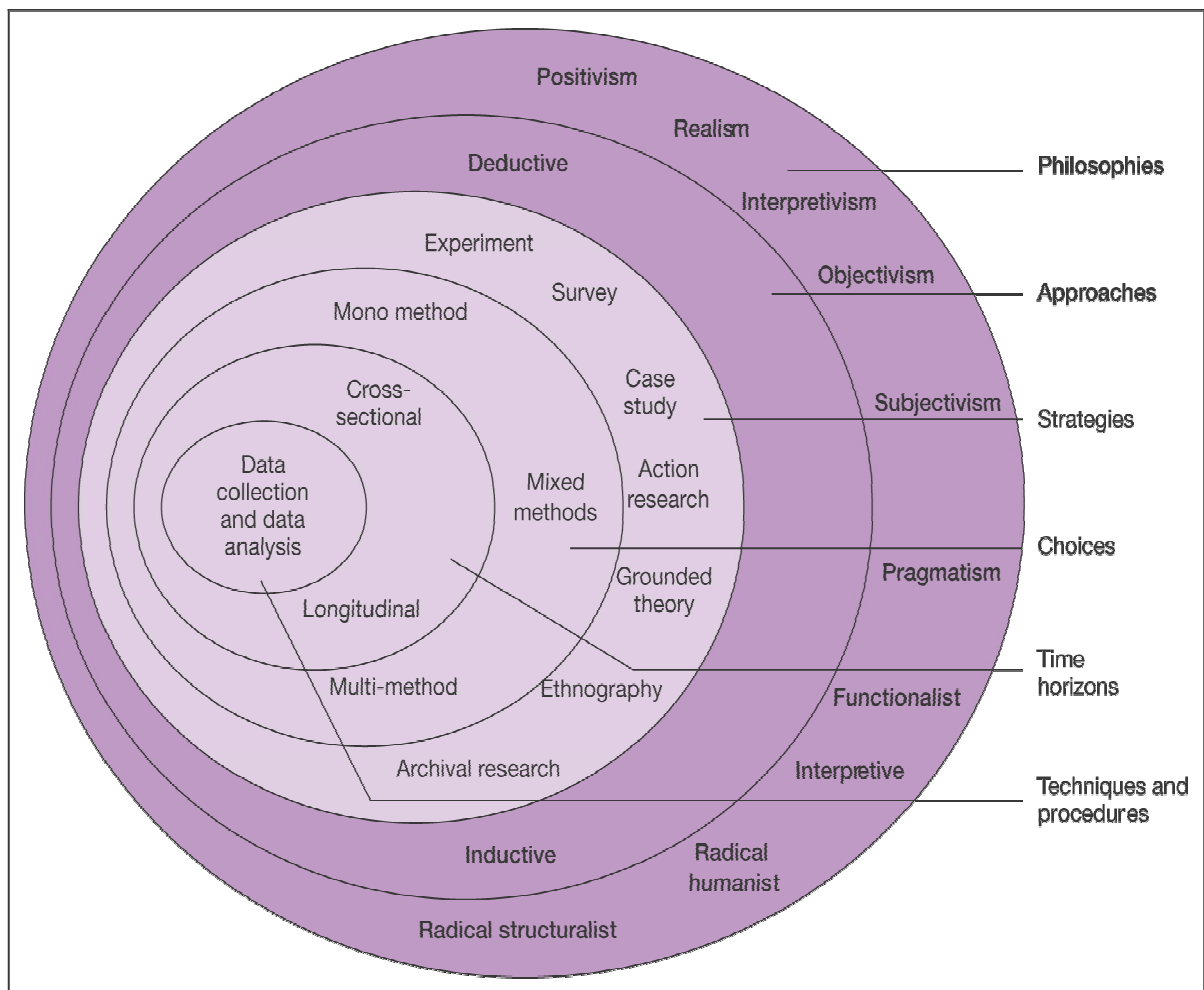 Positivism
Realism
Philosophies
Deductive
Interpretivism
Experiment
Objectivism
Survey
Approaches
Mono method
Case
study
Cross-
sectional
Subjectivism
Strategies
Data
collection
and data
analysis
Mixed
methods
Action
research
Choices
Pragmatism
Grounded
theory
Longitudinal
Time
horizons
Multi-method
Ethnography
Functionalist
Archival research
Interpretive
Techniques and
procedures
Inductive
Radical
humanist
Radical structuralist